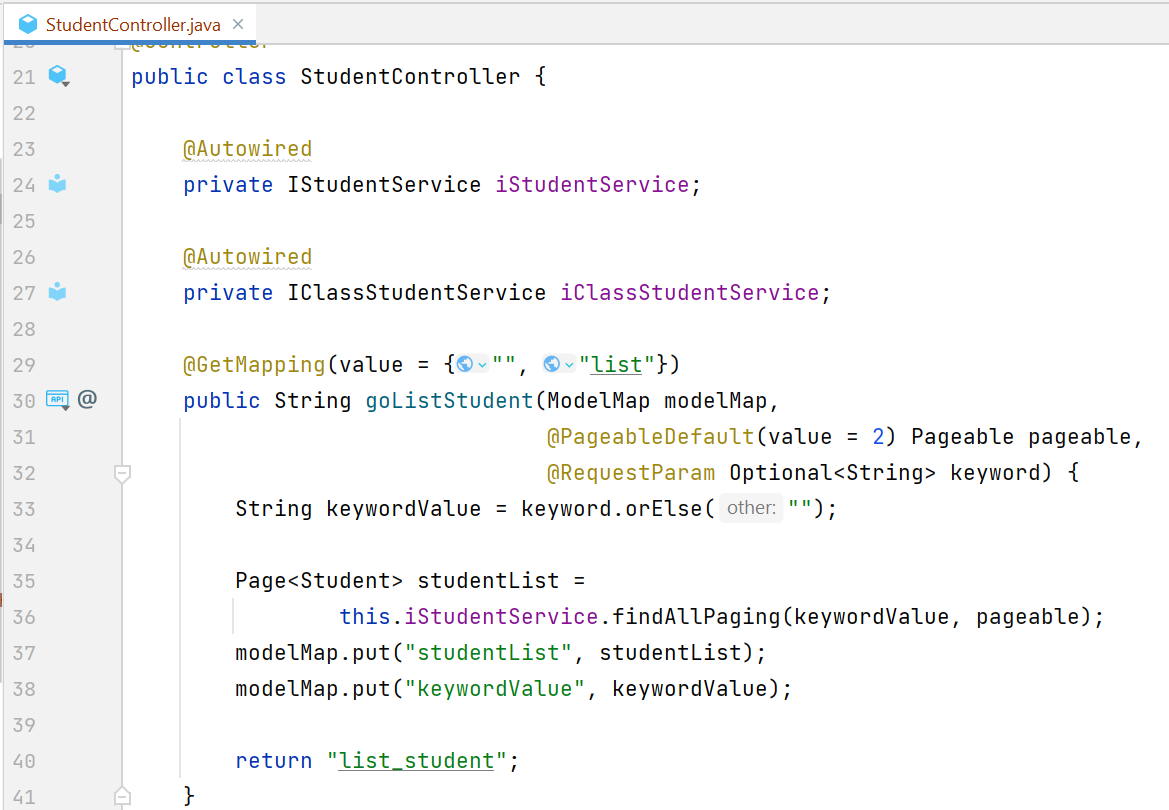 StudentController.java
20 @Controller
21 public class StudentController {
22
23 @Autowired
24 private IStudentService iStudentService;
25
26 @Autowired
27 private IClassStudentService iClassStudentService;
28
29 @GetMapping(value = {"", "list"})
30 public String goListStudent(ModelMap modelMap,
31 @PageableDefault(value = 2) Pageable pageable,
32 @RequestParam Optional<String> keyword) {
33 String keywordValue = keyword.orElse( other: "");
34
35 Page<Student> studentList =
36 this.iStudentService.findAllPaging(keywordValue, pageable);
37 modelMap.put("studentList", studentList);
38 modelMap.put("keywordValue", keywordValue);
39
40 return "list_student";
41 }